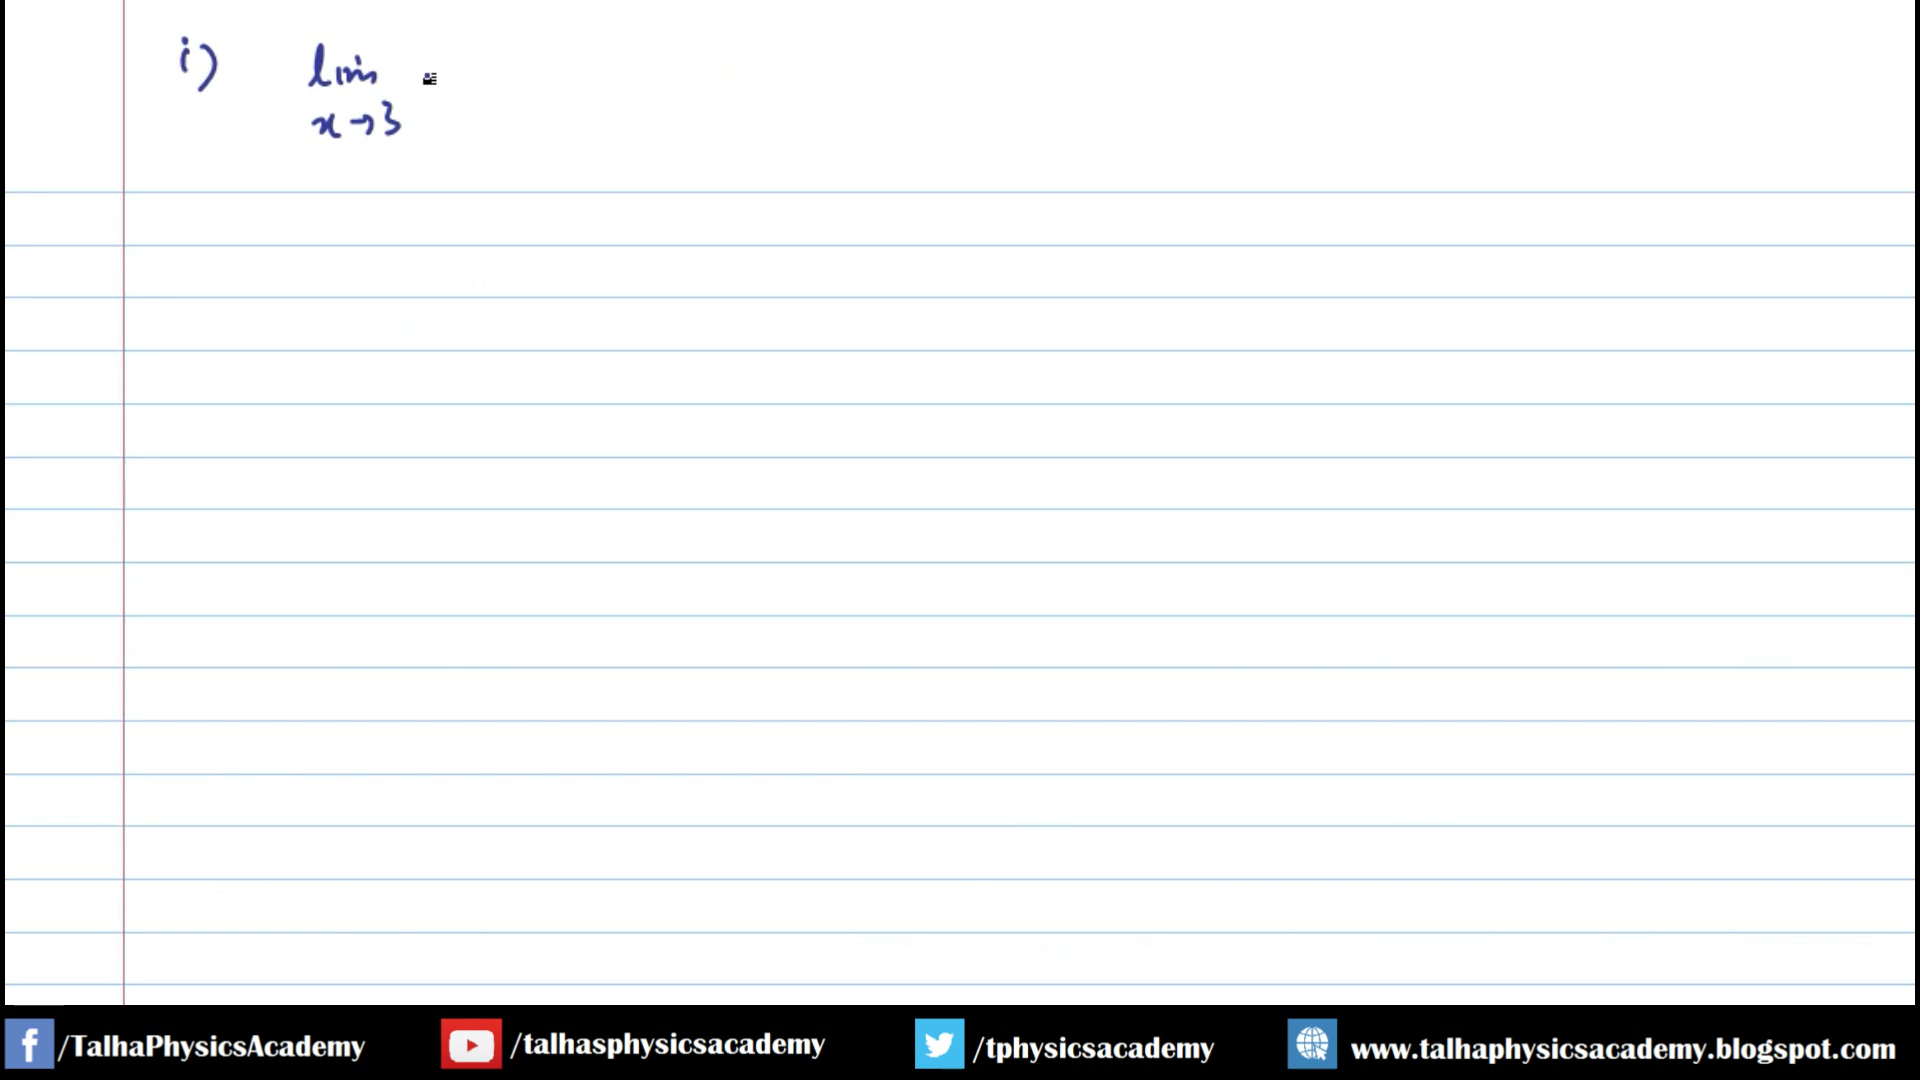 i) lim
x→3
/TalhaPhysicsAcademy /talhasphysicsacademy /tphysicsacademy www.talhaphysicsacademy.blogspot.com